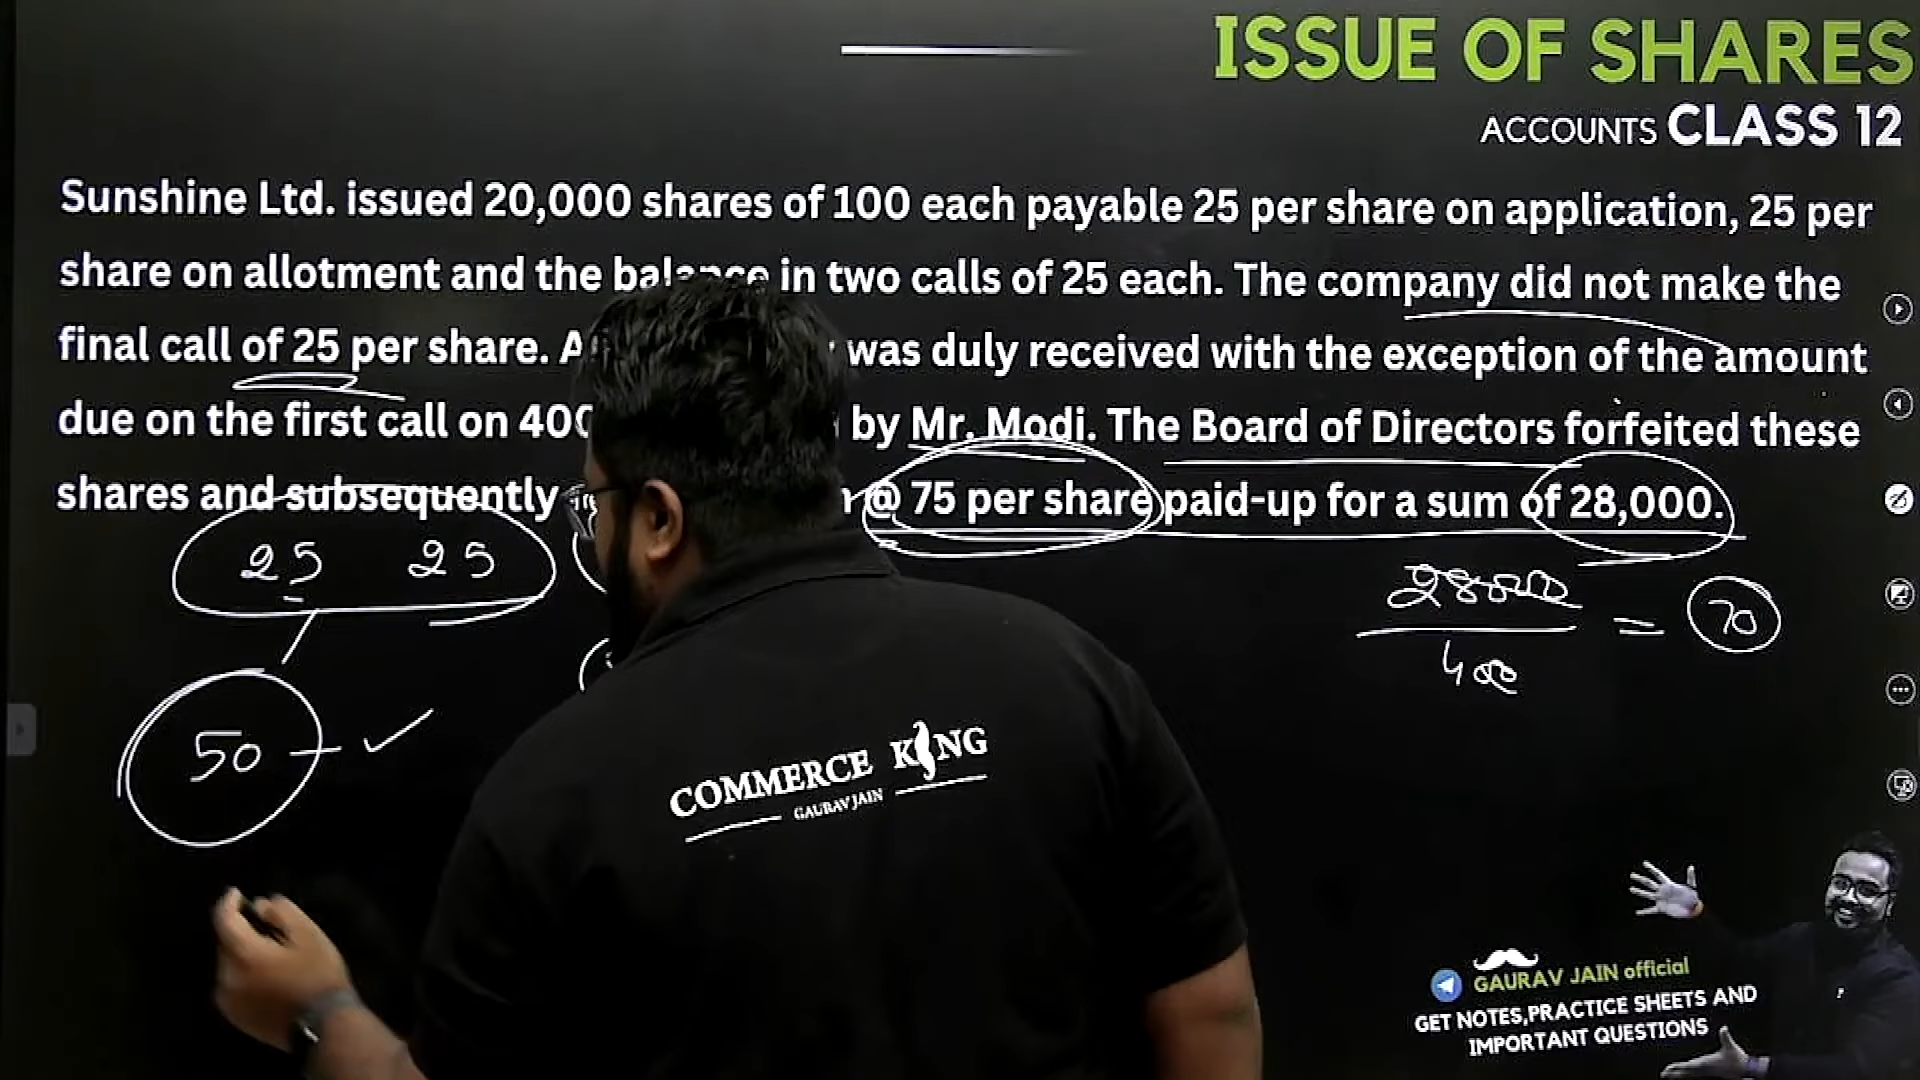 ISSUE OF SHARES
ACCOUNTS CLASS 12
Sunshine Ltd. issued 20,000 shares of 100 each payable 25 per share on application, 25 per
share on allotment and the balance in two calls of 25 each. The company did not make the
final call of 25 per share. was duly received with the exception of the amount
due on the first call on 400 by Mr. Modi. The Board of Directors forfeited these
shares and subsequently @ 75 per share paid-up for a sum of 28,000.
25 25
28000
400
= 70
50
COMMERCE KING
GAURAV JAIN
GAURAV JAIN official
GET NOTES,PRACTICE SHEETS AND
IMPORTANT QUESTIONS